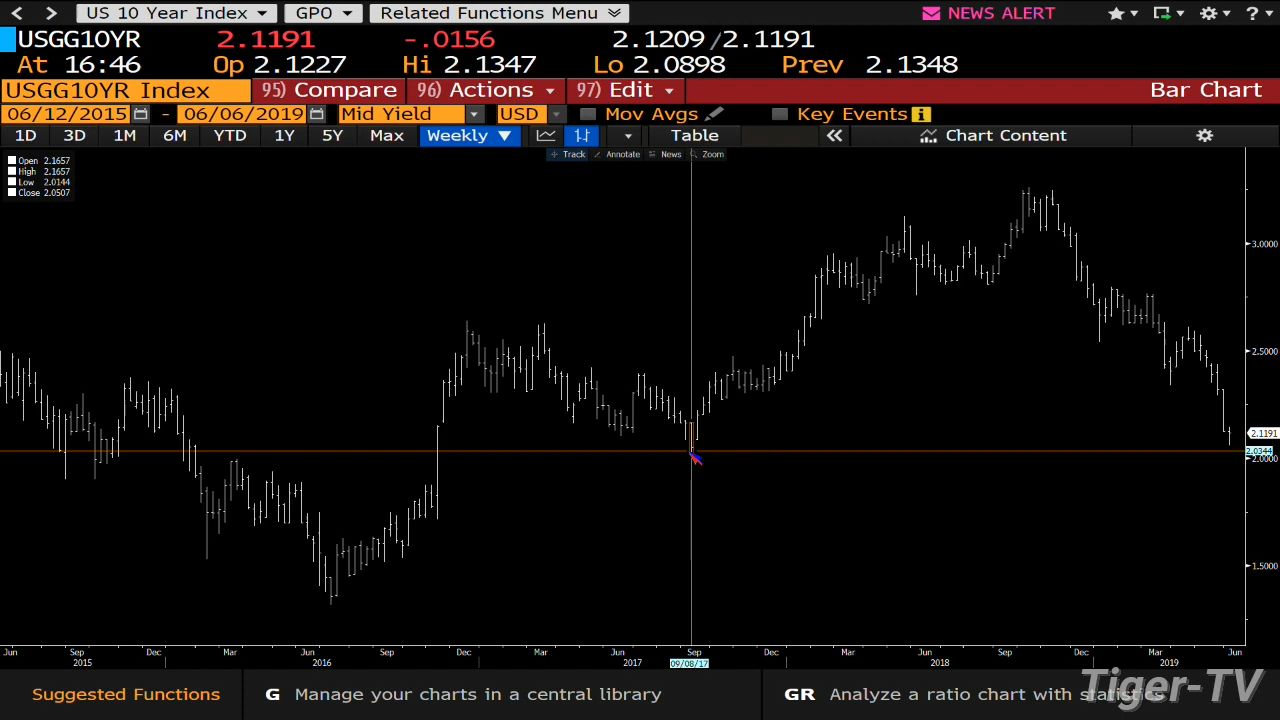 US 10 Year Index GPO Related Functions Menu NEWS ALERT ?
USGG10YR 2.1191 -.0156 2.1209/2.1191
At 16:46 Op 2.1227 Hi 2.1347 Lo 2.0898 Prev 2.1348
USGG10YR Index 95) Compare 96) Actions 97) Edit Bar Chart
06/12/2015 - 06/06/2019 Mid Yield USD Mov Avgs Key Events i
1D 3D 1M 6M YTD 1Y 5Y Max Weekly Table Chart Content
Track Annotate News Zoom
Open 2.1657
High 2.1657
Low 2.0144
Close 2.0507
3.0000
2.5000
2.1191
2.0344
2.0000
1.5000
Jun Sep Dec Mar Jun Sep Dec Mar Jun Sep Dec Mar Jun Sep Dec Mar Jun
2015 2016 2017 09/08/17 2018 2019
Suggested Functions G Manage your charts in a central library GR Analyze a ratio chart with statistics
Tiger-TV